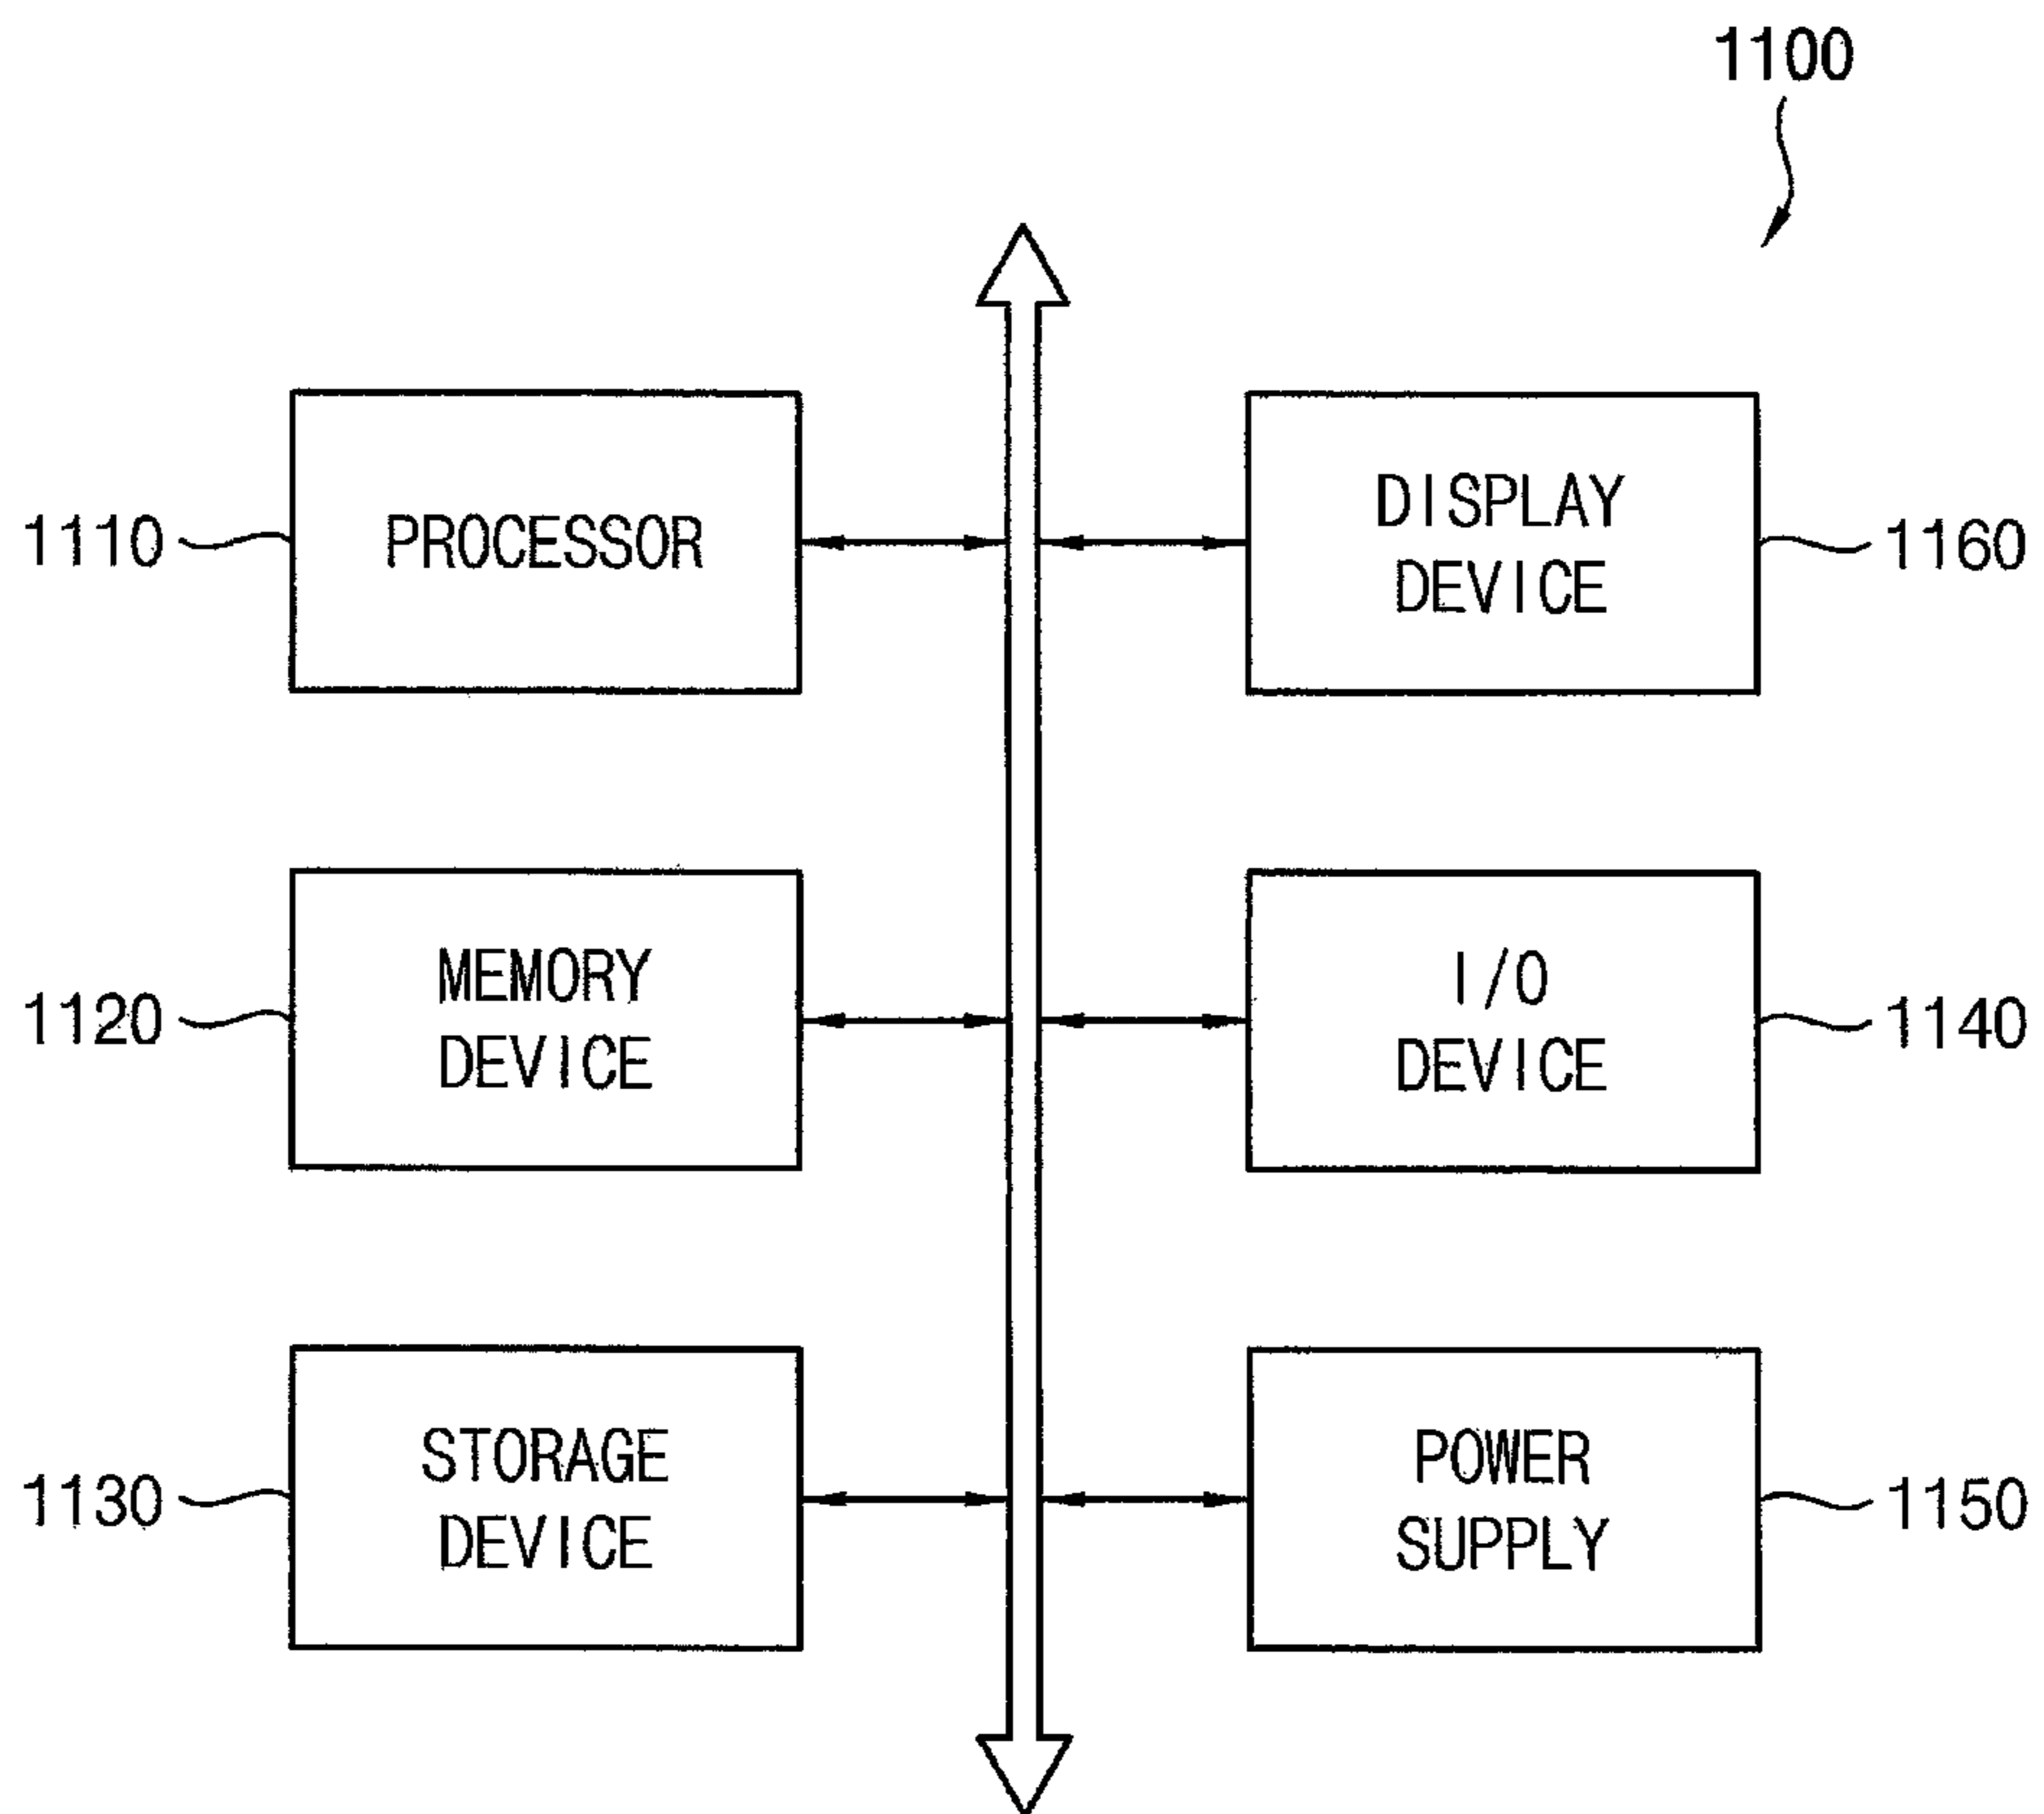 1100
1110
PROCESSOR
DISPLAY
DEVICE
1160
1120
MEMORY
DEVICE
I/O
DEVICE
1140
1130
STORAGE
DEVICE
POWER
SUPPLY
1150